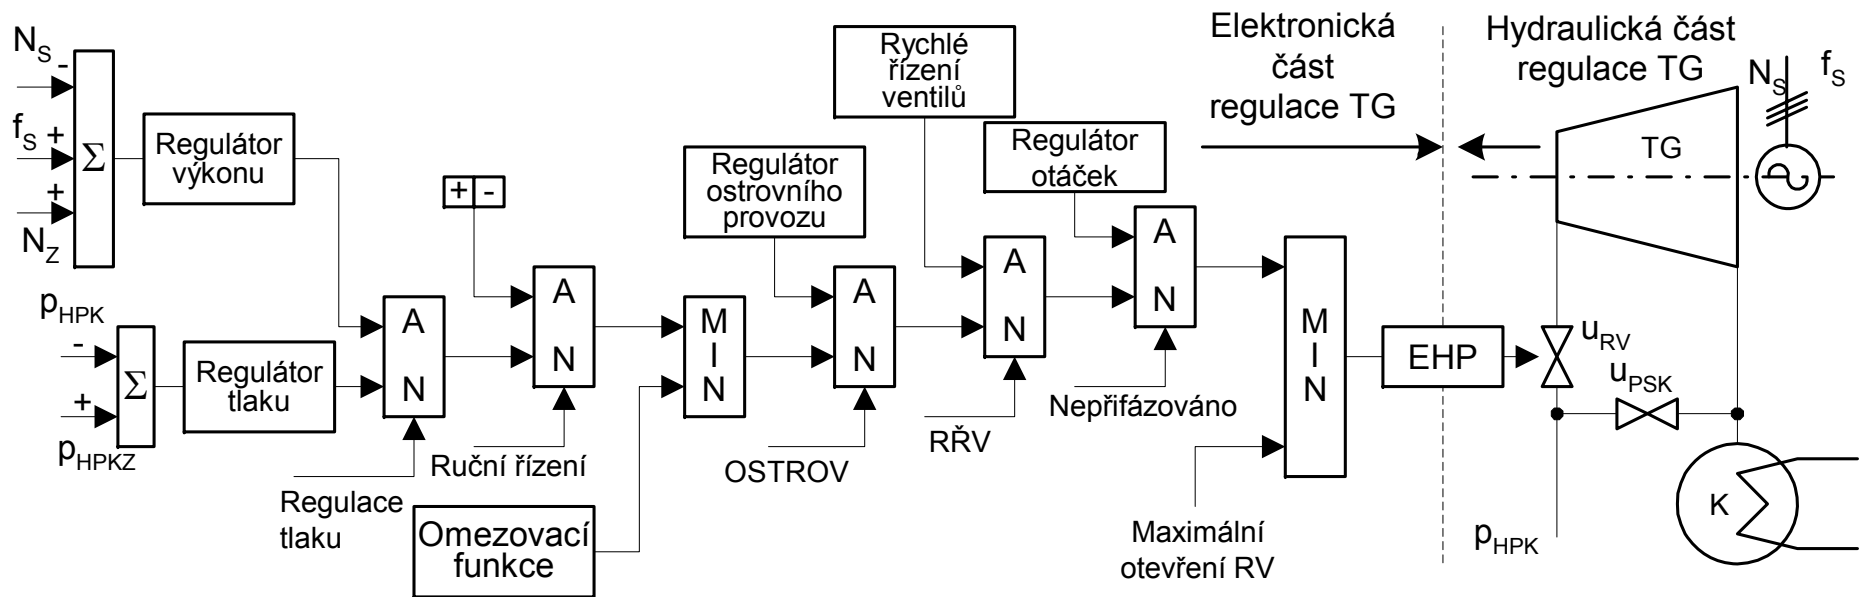 N_S
-
f_S
+
+
N_Z
Σ
Regulátor
výkonu
p_HPK
-
+
p_HPKZ
Σ
Regulátor
tlaku
A
N
Regulace
tlaku
+ -
A
N
Ruční řízení
Omezovací
funkce
M
I
N
Regulátor
ostrovního
provozu
A
N
OSTROV
Rychlé
řízení
ventilů
A
N
RŘV
Regulátor
otáček
A
N
Nepřifázováno
Maximální
otevření RV
M
I
N
Elektronická
část
regulace TG
Hydraulická část
regulace TG
EHP
N_S
f_S
TG
u_RV
u_PSK
p_HPK
K